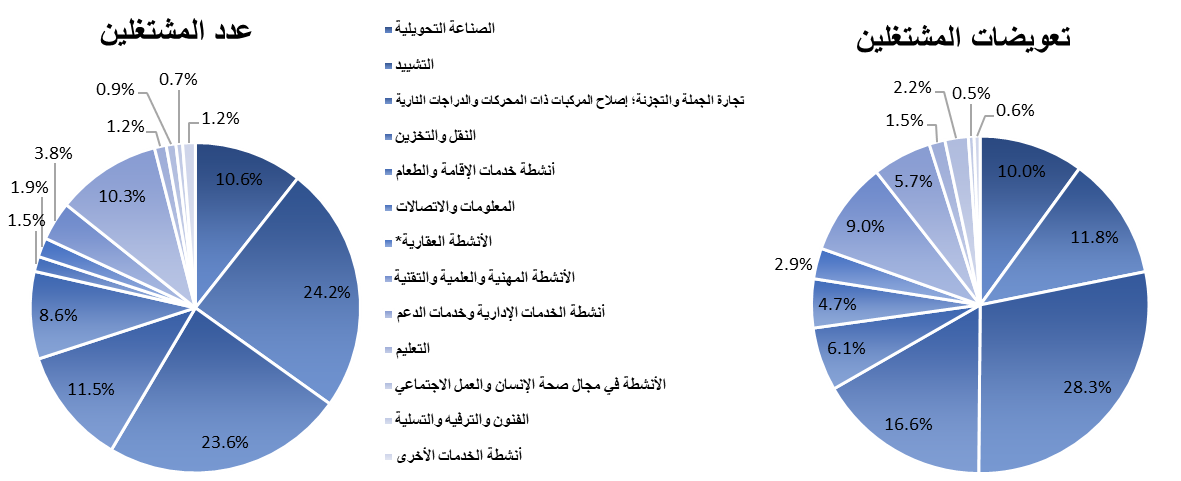 تعويضات المشتغلين
0.6%
0.5%
2.2%
1.5%
10.0%
11.8%
28.3%
16.6%
6.1%
4.7%
2.9%
9.0%
5.7%
الصناعة التحويلية
التشييد
تجارة الجملة والتجزئة؛ إصلاح المركبات ذات المحركات والدراجات النارية
النقل والتخزين
أنشطة خدمات الإقامة والطعام
المعلومات والاتصالات
الأنشطة العقارية*
الأنشطة المهنية والعلمية والتقنية
أنشطة الخدمات الإدارية وخدمات الدعم
التعليم
الأنشطة في مجال صحة الإنسان والعمل الاجتماعي
الفنون والترفيه والتسلية
أنشطة الخدمات الأخرى
عدد المشتغلين
10.6%
24.2%
23.6%
11.5%
8.6%
1.5%
1.9%
3.8%
10.3%
1.2%
0.9%
0.7%
1.2%